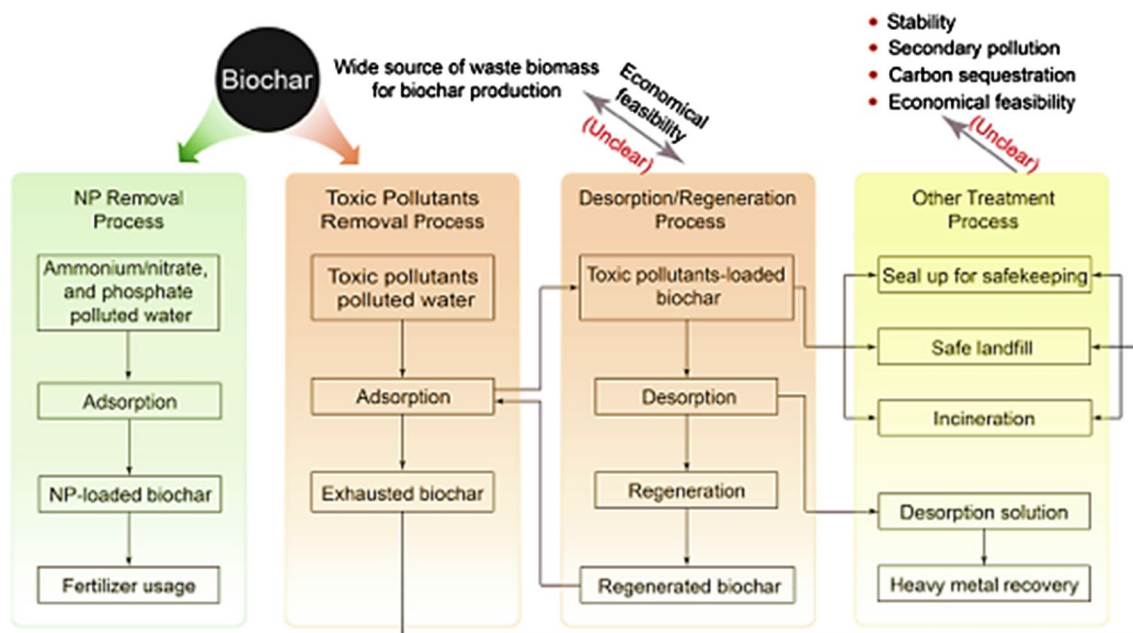 Biochar
Wide source of waste biomass
for biochar production
Economical
feasibility
(Unclear)
• Stability
• Secondary pollution
• Carbon sequestration
• Economical feasibility
(Unclear)
NP Removal
Process
Ammonium/nitrate,
and phosphate
polluted water
Adsorption
NP-loaded biochar
Fertilizer usage
Toxic Pollutants
Removal Process
Toxic pollutants
polluted water
Adsorption
Exhausted biochar
Desorption/Regeneration
Process
Toxic pollutants-loaded
biochar
Desorption
Regeneration
Regenerated biochar
Other Treatment
Process
Seal up for safekeeping
Safe landfill
Incineration
Desorption solution
Heavy metal recovery